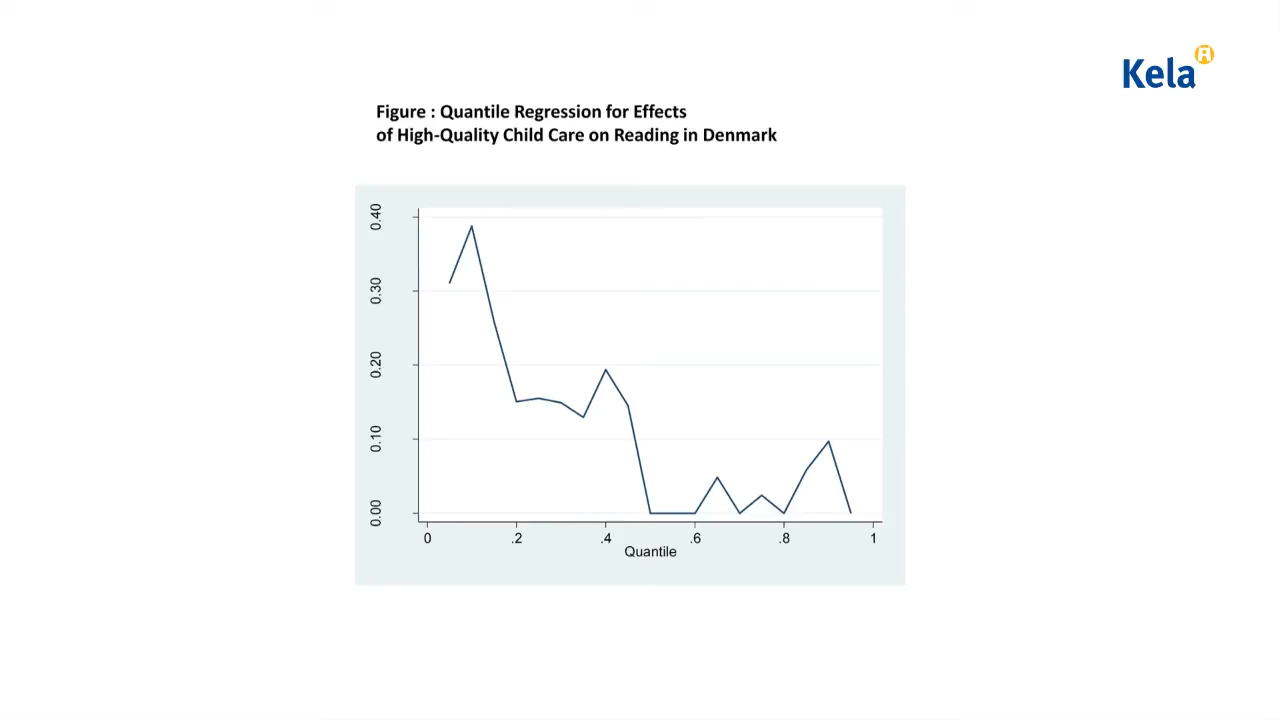 Kela
Figure : Quantile Regression for Effects
of High-Quality Child Care on Reading in Denmark
0.40
0.30
0.20
0.10
0.00
0 .2 .4 .6 .8 1
Quantile